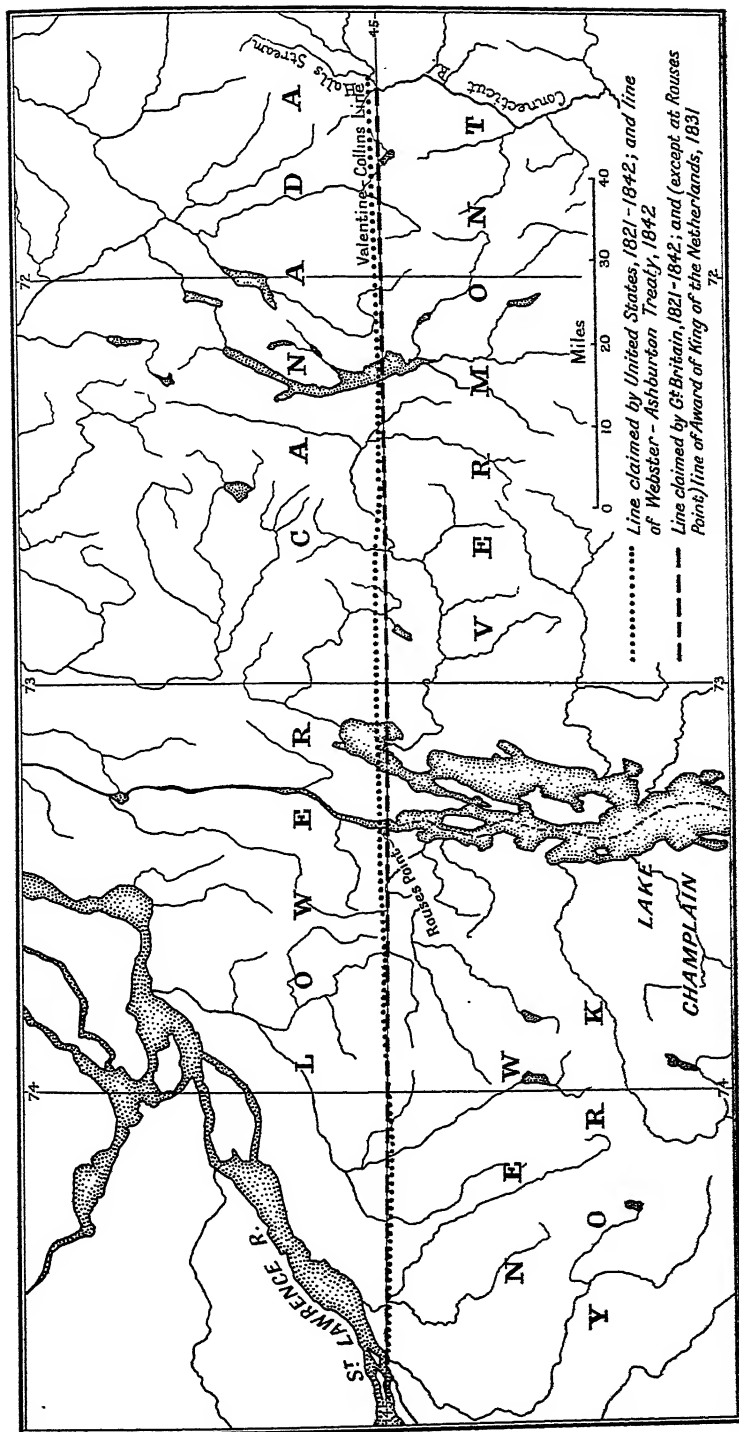 72
73
74
LOWER CANADA
45
Halls Stream
Valentine-Collins Line
Connecticut R.
St LAWRENCE R.
Rouses Point
NEW YORK
VERMONT
LAKE
CHAMPLAIN
72
73
74
0 10 20 30 40
Miles
Line claimed by United States, 1821-1842; and line
of Webster-Ashburton Treaty, 1842
Line claimed by Gt Britain, 1821-1842; and (except at Rouses
Point) line of Award of King of the Netherlands, 1831